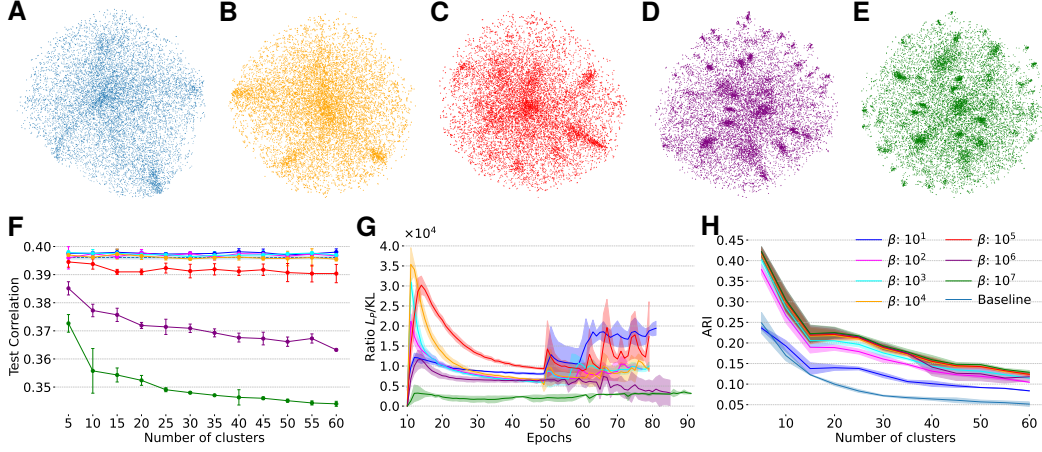 A
B
C
D
E
F
Test Correlation
0.40
0.39
0.38
0.37
0.36
0.35
5 10 15 20 25 30 35 40 45 50 55 60
Number of clusters
G
×10⁴
Ratio L_P/KL
4.0
3.5
3.0
2.5
2.0
1.5
1.0
0.5
0.0
10 20 30 40 50 60 70 80 90
Epochs
H
ARI
0.45
0.40
0.35
0.30
0.25
0.20
0.15
0.10
0.05
10 20 30 40 50 60
Number of clusters
β: 10¹
β: 10²
β: 10³
β: 10⁴
β: 10⁵
β: 10⁶
β: 10⁷
Baseline